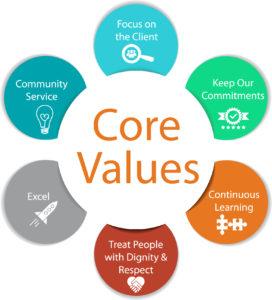 Focus on
the Client
Keep Our
Commitments
Continuous
Learning
Treat People
with Dignity &
Respect
Excel
Community
Service
Core
Values